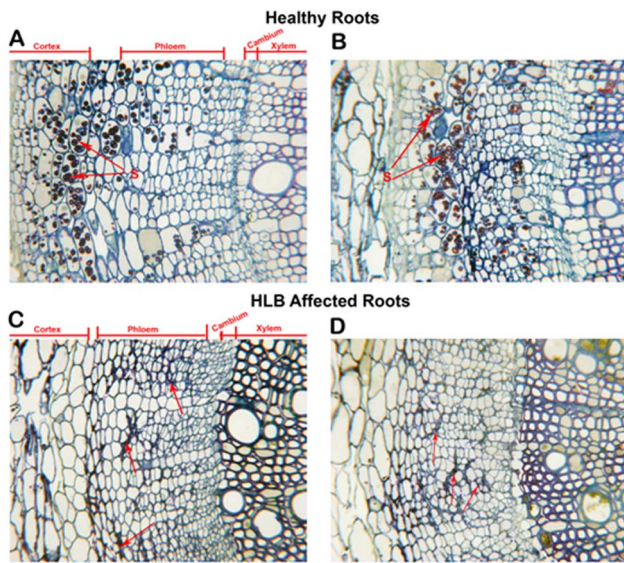 Healthy Roots
A
B
Cortex Phloem Cambium Xylem
S
S
HLB Affected Roots
C
D
Cortex Phloem Cambium Xylem